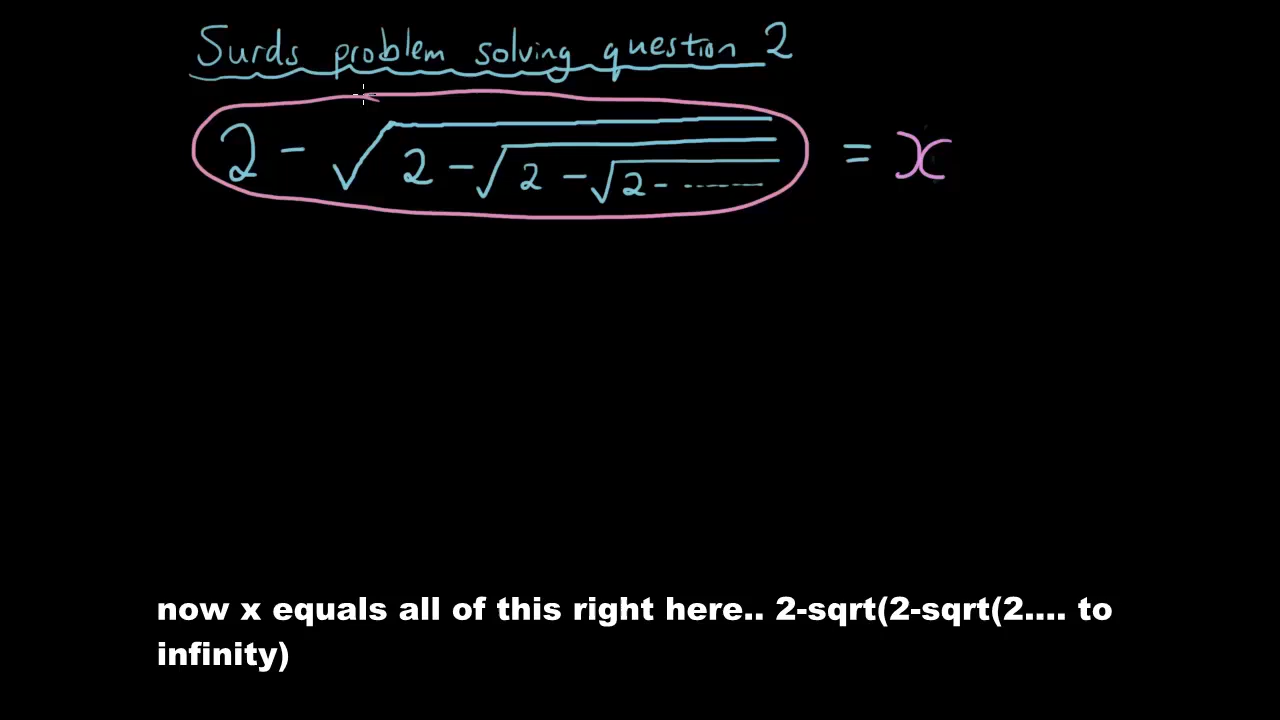 Surds problem solving question 2
2 - √(2 - √(2 - √(2 - ........ = x
now x equals all of this right here.. 2-sqrt(2-sqrt(2.... to
infinity)